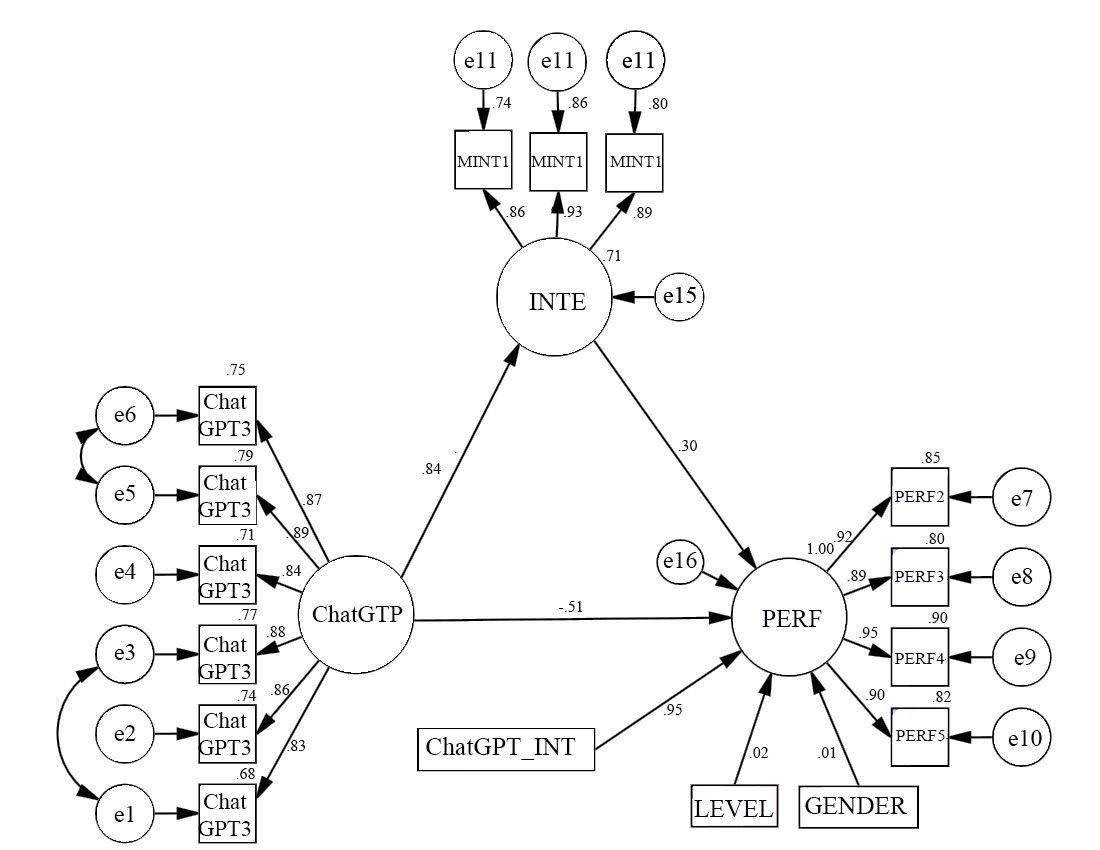 e11 e11 e11
.74 .86 .80
MINT1 MINT1 MINT1
.86 .93 .89
.71
INTE
e15
.75
e6
Chat
GPT3
.79
e5
Chat
GPT3
.71
e4
Chat
GPT3
.77
e3
Chat
GPT3
.74
e2
Chat
GPT3
.68
e1
Chat
GPT3
.87
.89
.84
.88
.86
.83
ChatGTP
.84
.30
-.51
e16
1.00
PERF
.92
.89
.95
.90
.85
PERF2
e7
.80
PERF3
e8
.90
PERF4
e9
.82
PERF5
e10
ChatGPT_INT
.95
.02
.01
LEVEL
GENDER